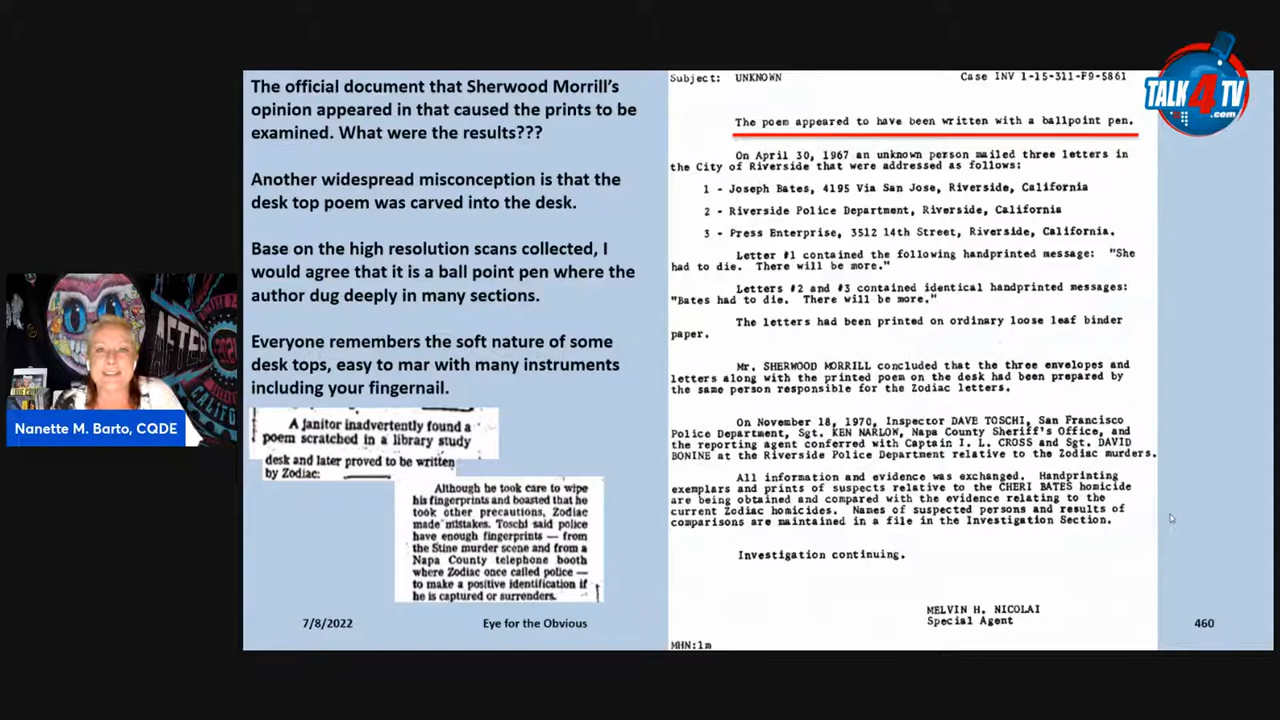 The official document that Sherwood Morrill's
opinion appeared in that caused the prints to be
examined. What were the results???
Another widespread misconception is that the
desk top poem was carved into the desk.
Base on the high resolution scans collected, I
would agree that it is a ball point pen where the
author dug deeply in many sections.
Everyone remembers the soft nature of some
desk tops, easy to mar with many instruments
including your fingernail.
A janitor inadvertently found a
poem scratched in a library study
desk and later proved to be written
by Zodiac:
Although he took care to wipe
his fingerprints and boasted that he
took other precautions, Zodiac
made mistakes. Toschi said police
have enough fingerprints — from
the Stine murder scene and from a
Napa County telephone booth
where Zodiac once called police —
to make a positive identification if
he is captured or surrenders.
7/8/2022
Eye for the Obvious
Subject: UNKNOWN Case INV 1-15-311-F9-5861
The poem appeared to have been written with a ballpoint pen.
On April 30, 1967 an unknown person mailed three letters in
the City of Riverside that were addressed as follows:
1 - Joseph Bates, 4195 Via San Jose, Riverside, California
2 - Riverside Police Department, Riverside, California
3 - Press Enterprise, 3512 14th Street, Riverside, California.
Letter #1 contained the following handprinted message: "She
had to die. There will be more."
Letters #2 and #3 contained identical handprinted messages:
"Bates had to die. There will be more."
The letters had been printed on ordinary loose leaf binder
paper.
Mr. SHERWOOD MORRILL concluded that the three envelopes and
letters along with the printed poem on the desk had been prepared by
the same person responsible for the Zodiac letters.
On November 18, 1970, Inspector DAVE TOSCHI, San Francisco
Police Department, Sgt. KEN NARLOW, Napa County Sheriff's Office, and
the reporting agent conferred with Captain I. L. CROSS and Sgt. DAVID
BONINE at the Riverside Police Department relative to the Zodiac murders.
All information and evidence was exchanged. Handprinting
exemplars and prints of suspects relative to the CHERI BATES homicide
are being obtained and compared with the evidence relating to the
current Zodiac homicides. Names of suspected persons and results of
comparisons are maintained in a file in the Investigation Section.
Investigation continuing.
MELVIN H. NICOLAI
Special Agent
MHN:lm
460
TALK4TV
.com
AFTER
Nanette M. Barto, CQDE